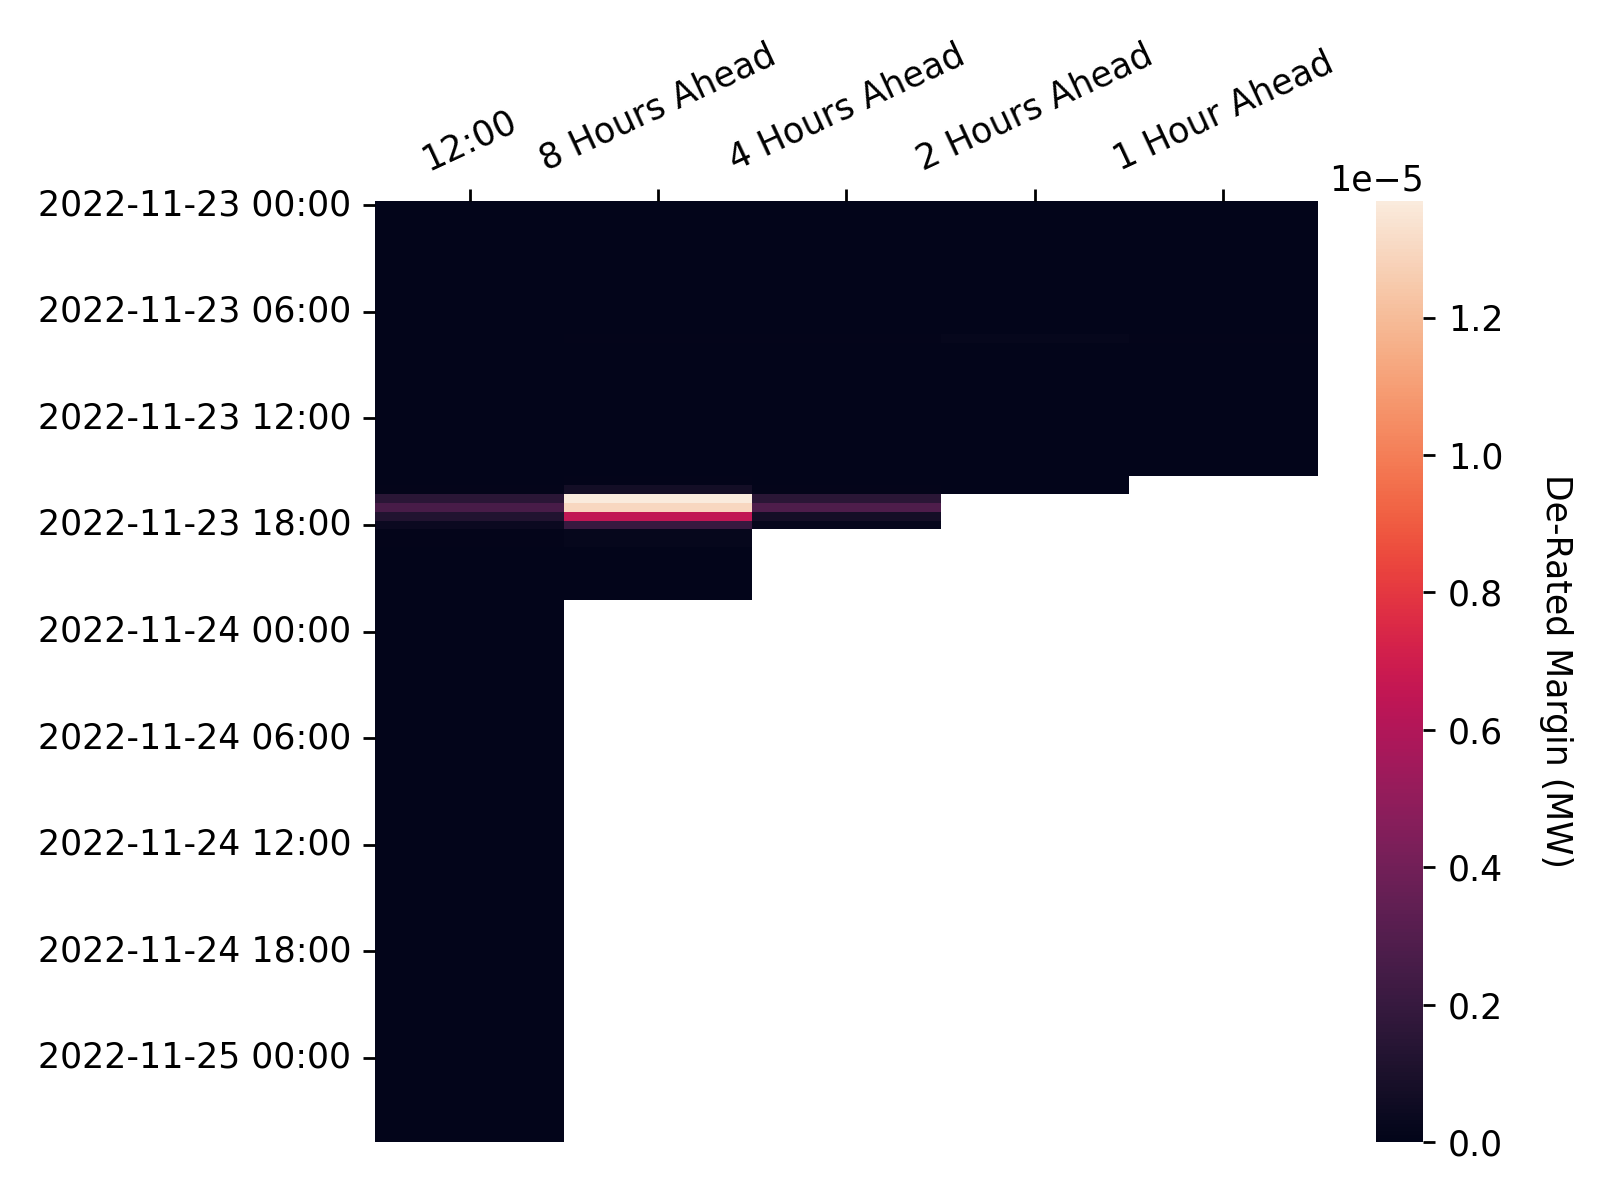 12:00
8 Hours Ahead
4 Hours Ahead
2 Hours Ahead
1 Hour Ahead
1e−5
2022-11-23 00:00
2022-11-23 06:00
2022-11-23 12:00
2022-11-23 18:00
2022-11-24 00:00
2022-11-24 06:00
2022-11-24 12:00
2022-11-24 18:00
2022-11-25 00:00
1.2
1.0
0.8
0.6
0.4
0.2
0.0
De-Rated Margin (MW)